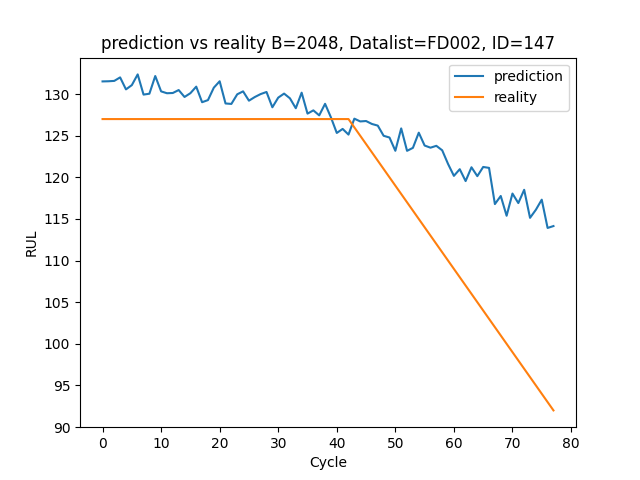 prediction vs reality B=2048, Datalist=FD002, ID=147
prediction
reality
130
125
120
115
110
105
100
95
90
RUL
0 10 20 30 40 50 60 70 80
Cycle